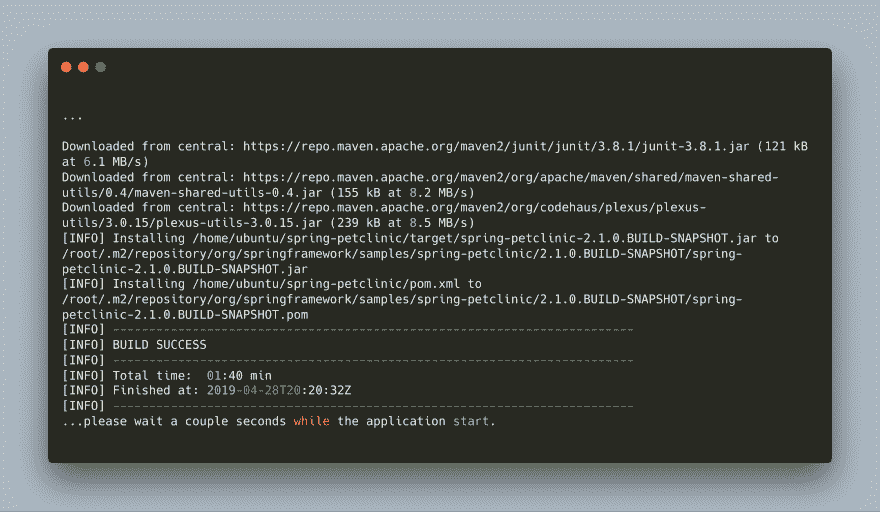 ...
Downloaded from central: https://repo.maven.apache.org/maven2/junit/junit/3.8.1/junit-3.8.1.jar (121 kB
at 6.1 MB/s)
Downloaded from central: https://repo.maven.apache.org/maven2/org/apache/maven/shared/maven-shared-
utils/0.4/maven-shared-utils-0.4.jar (155 kB at 8.2 MB/s)
Downloaded from central: https://repo.maven.apache.org/maven2/org/codehaus/plexus/plexus-
utils/3.0.15/plexus-utils-3.0.15.jar (239 kB at 8.5 MB/s)
[INFO] Installing /home/ubuntu/spring-petclinic/target/spring-petclinic-2.1.0.BUILD-SNAPSHOT.jar to
/root/.m2/repository/org/springframework/samples/spring-petclinic/2.1.0.BUILD-SNAPSHOT/spring-
petclinic-2.1.0.BUILD-SNAPSHOT.jar
[INFO] Installing /home/ubuntu/spring-petclinic/pom.xml to
/root/.m2/repository/org/springframework/samples/spring-petclinic/2.1.0.BUILD-SNAPSHOT/spring-
petclinic-2.1.0.BUILD-SNAPSHOT.pom
[INFO] ------------------------------------------------------------------------
[INFO] BUILD SUCCESS
[INFO] ------------------------------------------------------------------------
[INFO] Total time:  01:40 min
[INFO] Finished at: 2019-04-28T20:20:32Z
[INFO] ------------------------------------------------------------------------
...please wait a couple seconds while the application start.